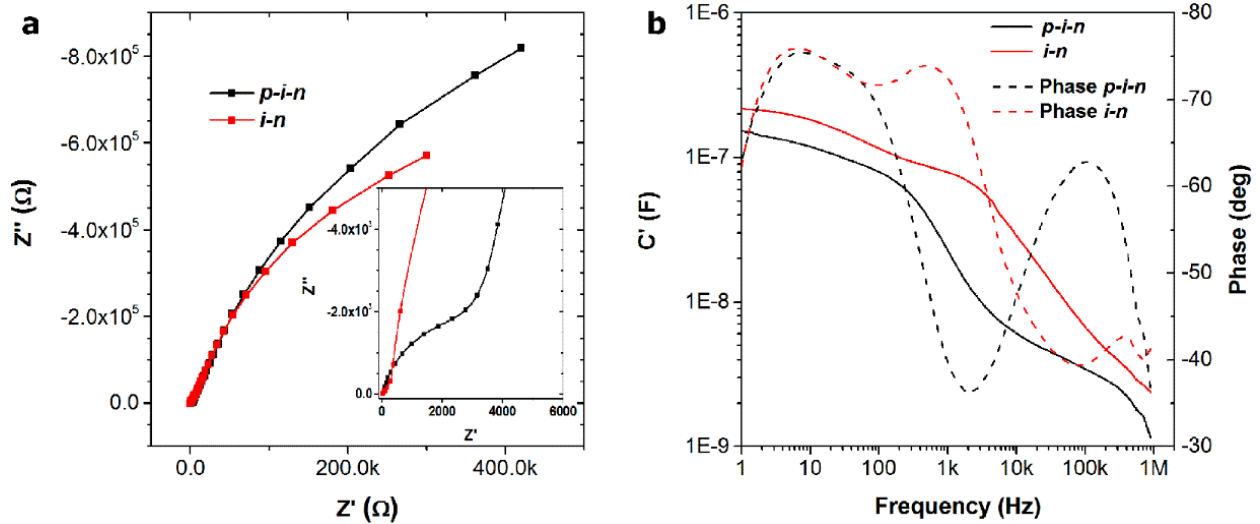 a
-8.0x10⁵
-6.0x10⁵
-4.0x10⁵
-2.0x10⁵
0.0
Z'' (Ω)
0.0
200.0k
400.0k
Z' (Ω)
p-i-n
i-n
-4.0x10³
-2.0x10³
0.0
Z''
0
2000
4000
6000
Z'
b
1E-6
1E-7
1E-8
1E-9
C' (F)
1
10
100
1k
10k
100k
1M
Frequency (Hz)
p-i-n
i-n
Phase p-i-n
Phase i-n
-80
-70
-60
-50
-40
-30
Phase (deg)